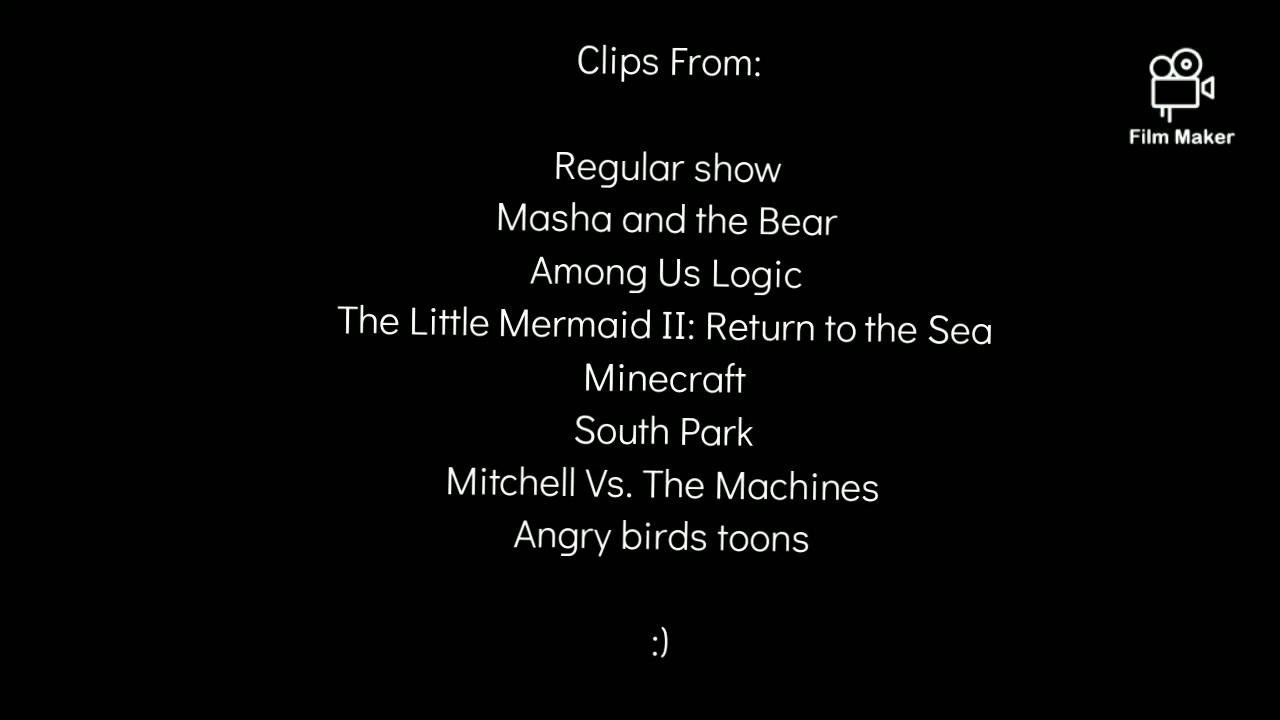 Clips From:
Film Maker
Regular show
Masha and the Bear
Among Us Logic
The Little Mermaid II: Return to the Sea
Minecraft
South Park
Mitchell Vs. The Machines
Angry birds toons
:)